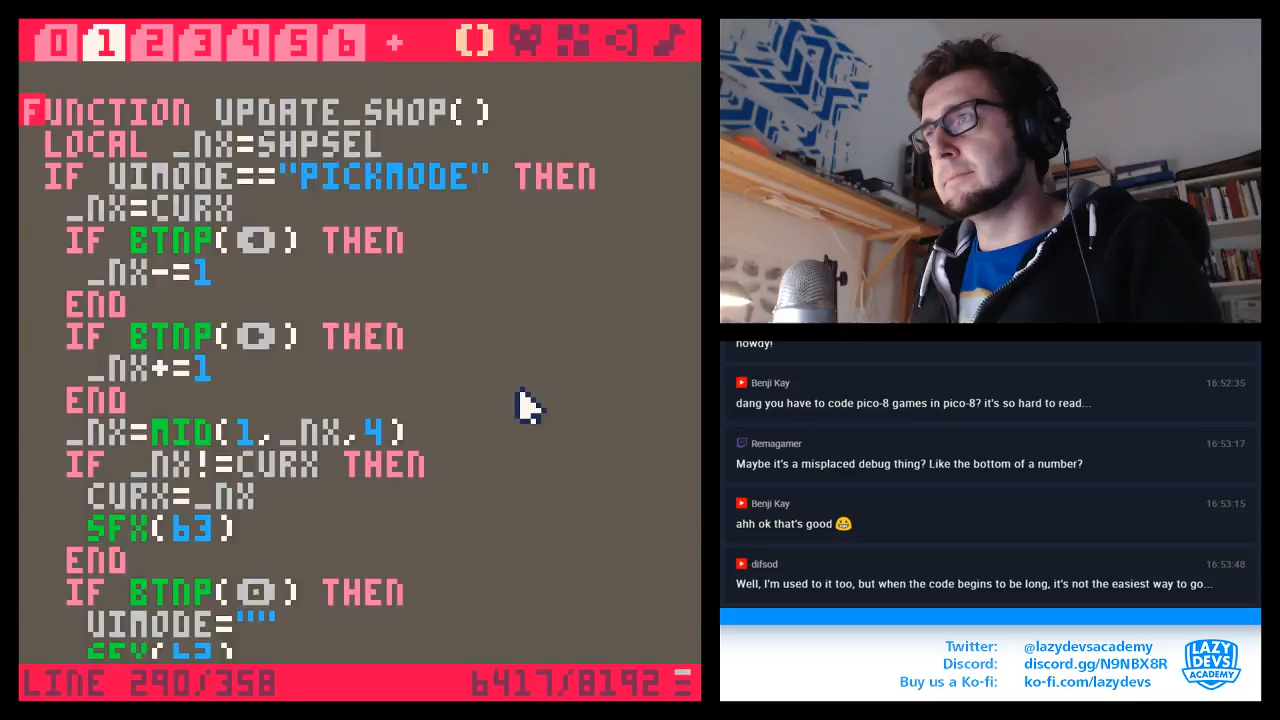 0 1 2 3 4 5 6 +
FUNCTION UPDATE_SHOP()
LOCAL _NX=SHPSEL
IF UIMODE=="PICKMODE" THEN
_NX=CURX
IF BTNP(⬅️) THEN
_NX-=1
END
IF BTNP(➡️) THEN
_NX+=1
END
_NX=MID(1,_NX,4)
IF _NX!=CURX THEN
CURX=_NX
SFX(63)
END
IF BTNP(🅾️) THEN
UIMODE=""
LINE 290/358 6417/8192
howdy!
Benji Kay 16:52:35
dang you have to code pico-8 games in pico-8? it's so hard to read...
Remagamer 16:53:17
Maybe it's a misplaced debug thing? Like the bottom of a number?
Benji Kay 16:53:15
ahh ok that's good 😀
difsod 16:53:48
Well, I'm used to it too, but when the code begins to be long, it's not the easiest way to go...
Twitter: @lazydevsacademy
Discord: discord.gg/N9NBX8R
Buy us a Ko-fi: ko-fi.com/lazydevs
LAZY
DEVS
ACADEMY